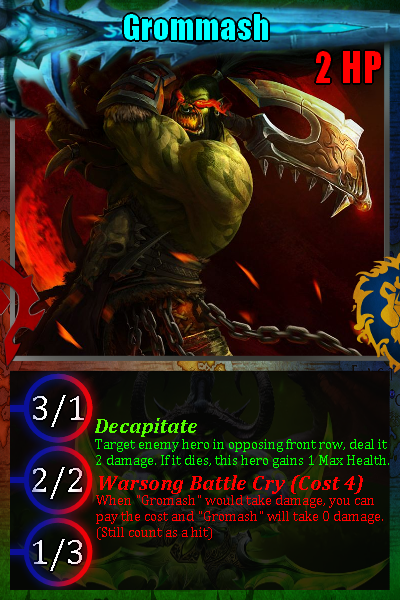 Grommash
2 HP
3/1
Decapitate
Target enemy hero in opposing front row, deal it
2 damage. If it dies, this hero gains 1 Max Health.
2/2
Warsong Battle Cry (Cost 4)
When "Gromash" would take damage, you can
pay the cost and "Gromash" will take 0 damage.
(Still count as a hit)
1/3